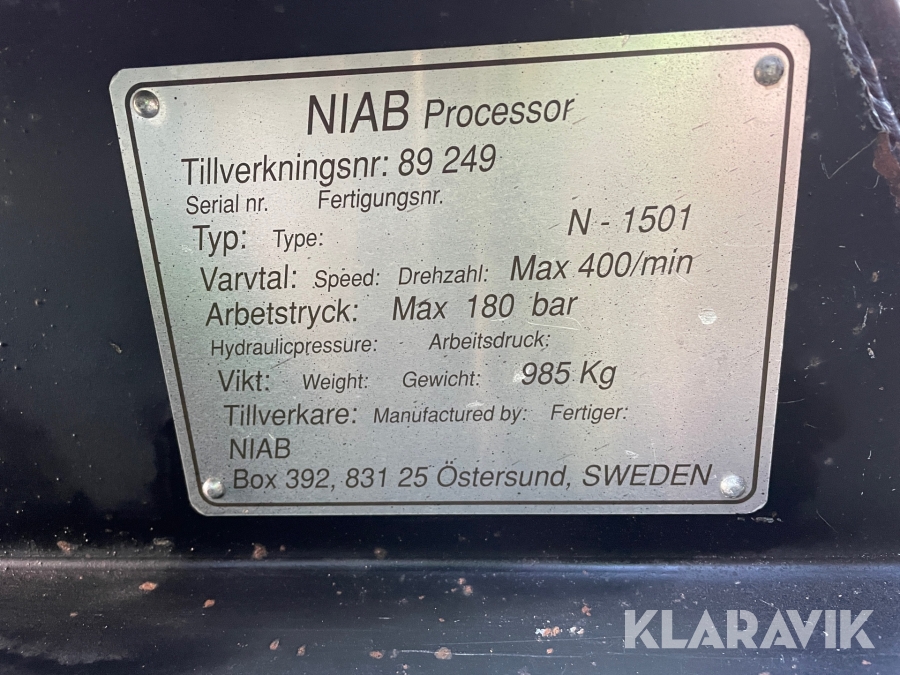 NIAB Processor
Tillverkningsnr: 89 249
Serial nr. Fertigungsnr.
Typ: Type: N - 1501
Varvtal: Speed: Drehzahl: Max 400/min
Arbetstryck: Max 180 bar
Hydraulicpressure: Arbeitsdruck:
Vikt: Weight: Gewicht: 985 Kg
Tillverkare: Manufactured by: Fertiger:
NIAB
Box 392, 831 25 Östersund, SWEDEN
KLARAVIK